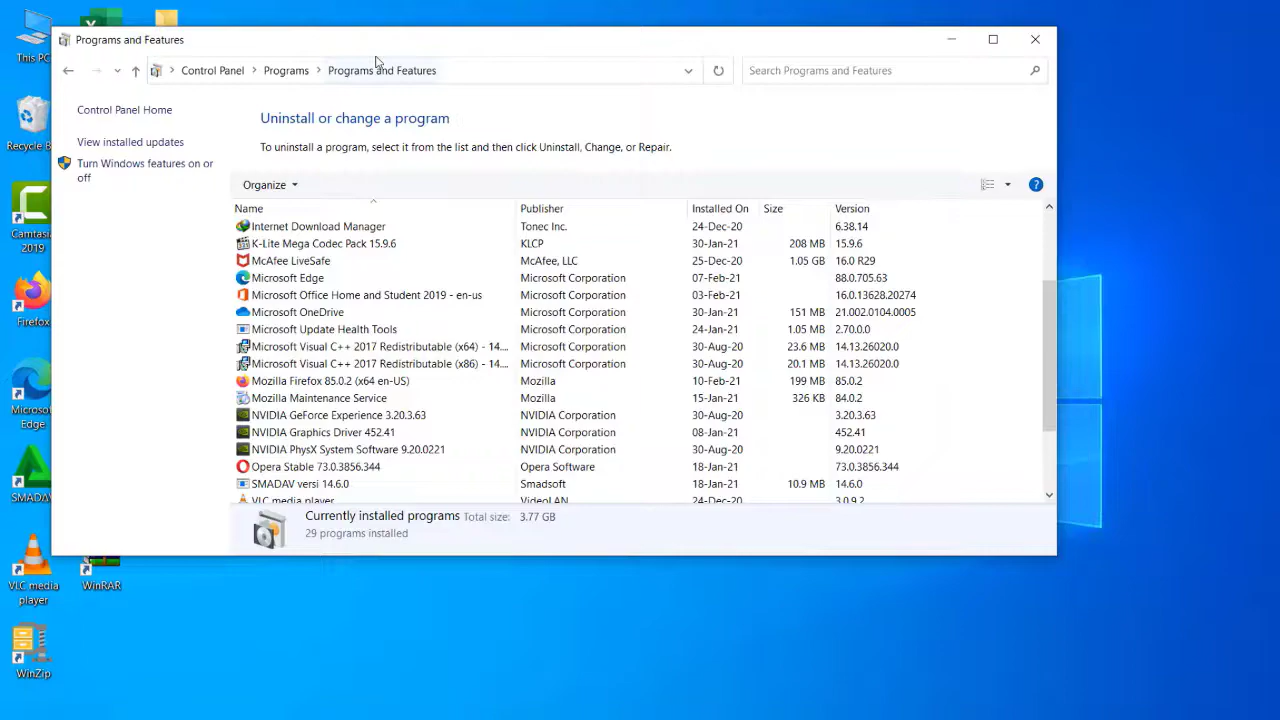 Programs and Features
Control Panel Programs Programs and Features
Search Programs and Features
Control Panel Home
View installed updates
Turn Windows features on or
off
Uninstall or change a program
To uninstall a program, select it from the list and then click Uninstall, Change, or Repair.
Organize
Name Publisher Installed On Size Version
Internet Download Manager Tonec Inc. 24-Dec-20 6.38.14
K-Lite Mega Codec Pack 15.9.6 KLCP 30-Jan-21 208 MB 15.9.6
McAfee LiveSafe McAfee, LLC 25-Dec-20 1.05 GB 16.0 R29
Microsoft Edge Microsoft Corporation 07-Feb-21 88.0.705.63
Microsoft Office Home and Student 2019 - en-us Microsoft Corporation 03-Feb-21 16.0.13628.20274
Microsoft OneDrive Microsoft Corporation 30-Jan-21 151 MB 21.002.0104.0005
Microsoft Update Health Tools Microsoft Corporation 24-Jan-21 1.05 MB 2.70.0.0
Microsoft Visual C++ 2017 Redistributable (x64) - 14.... Microsoft Corporation 30-Aug-20 23.6 MB 14.13.26020.0
Microsoft Visual C++ 2017 Redistributable (x86) - 14.... Microsoft Corporation 30-Aug-20 20.1 MB 14.13.26020.0
Mozilla Firefox 85.0.2 (x64 en-US) Mozilla 10-Feb-21 199 MB 85.0.2
Mozilla Maintenance Service Mozilla 15-Jan-21 326 KB 84.0.2
NVIDIA GeForce Experience 3.20.3.63 NVIDIA Corporation 30-Aug-20 3.20.3.63
NVIDIA Graphics Driver 452.41 NVIDIA Corporation 08-Jan-21 452.41
NVIDIA PhysX System Software 9.20.0221 NVIDIA Corporation 30-Aug-20 9.20.0221
Opera Stable 73.0.3856.344 Opera Software 18-Jan-21 73.0.3856.344
SMADAV versi 14.6.0 Smadsoft 18-Jan-21 10.9 MB 14.6.0
VLC media player VideoLAN 24-Dec-20 3.0.9.2
Currently installed programs Total size: 3.77 GB
29 programs installed
This PC
Recycle B
Camtasia
2019
Firefox
Microsof
Edge
SMADAV
VLC media
player
WinRAR
WinZip